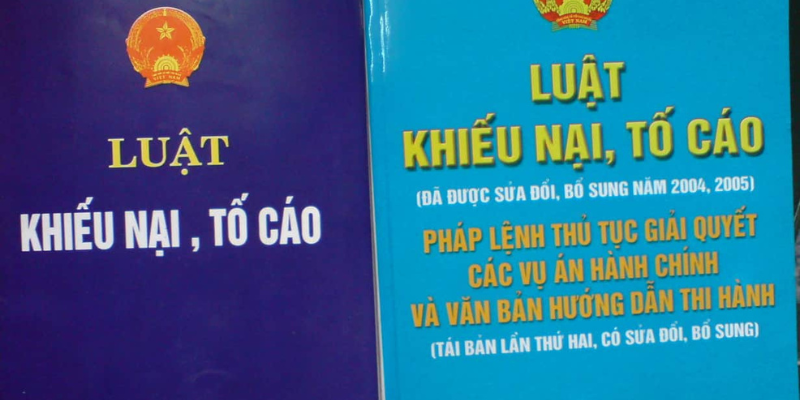 LUẬT
KHIẾU NẠI , TỐ CÁO
LUẬT
KHIẾU NẠI, TỐ CÁO
(ĐÃ ĐƯỢC SỬA ĐỔI, BỔ SUNG NĂM 2004, 2005)
PHÁP LỆNH THỦ TỤC GIẢI QUYẾT
CÁC VỤ ÁN HÀNH CHÍNH
VÀ VĂN BẢN HƯỚNG DẪN THI HÀNH
(TÁI BẢN LẦN THỨ HAI, CÓ SỬA ĐỔI, BỔ SUNG)